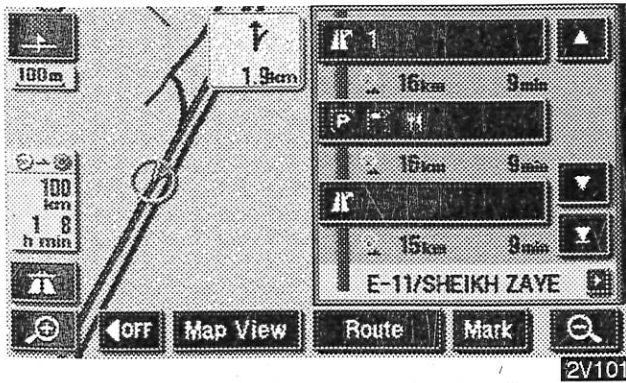 100m
1.9km
1
16km 9min
P
16km 9min
15km 9min
E-11/SHEIKH ZAYE
100
km
1 8
h min
OFF Map View Route Mark
2V101